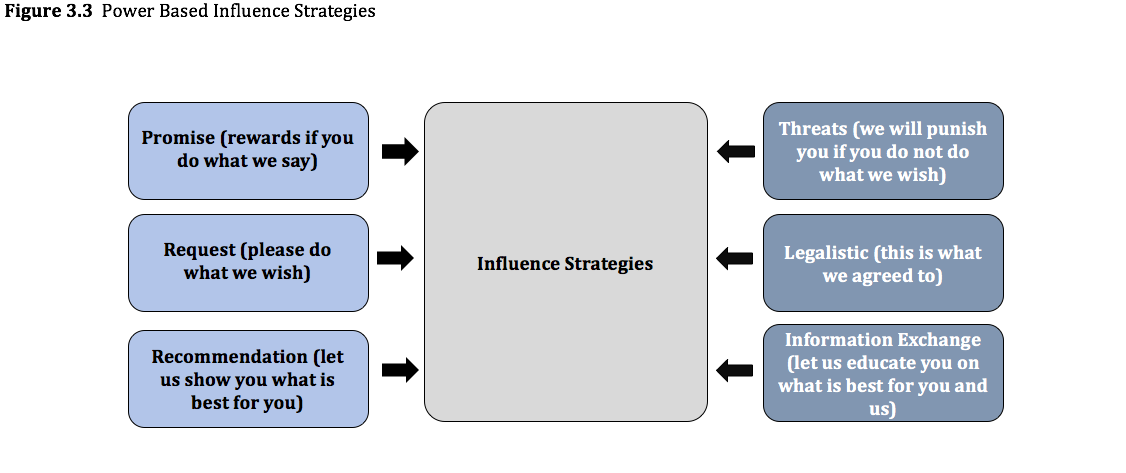 Figure 3.3 Power Based Influence Strategies
Promise (rewards if you
do what we say)
Request (please do
what we wish)
Recommendation (let
us show you what is
best for you)
Influence Strategies
Threats (we will punish
you if you do not do
what we wish)
Legalistic (this is what
we agreed to)
Information Exchange
(let us educate you on
what is best for you and
us)